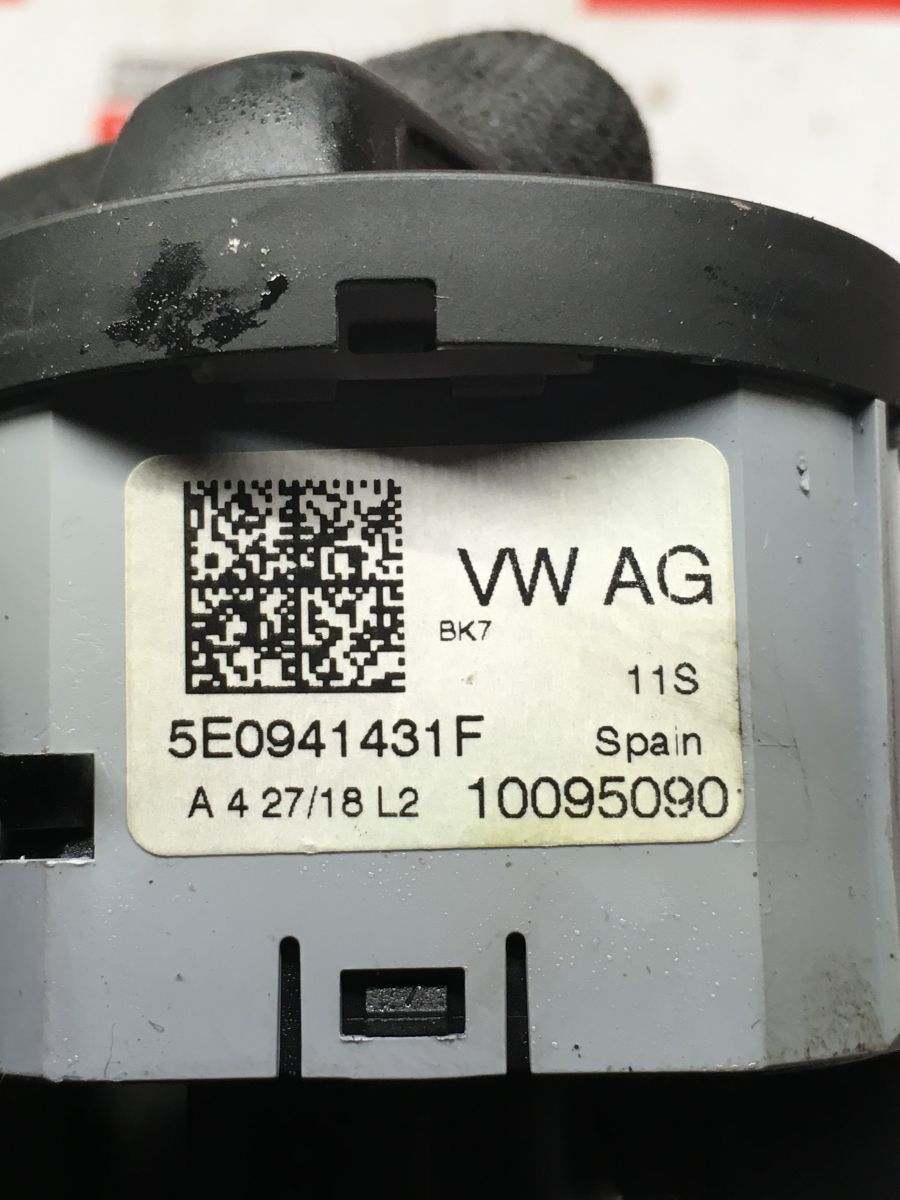 VW AG
BK7
11S
5E0941431F Spain
A 4 27/18 L2 10095090